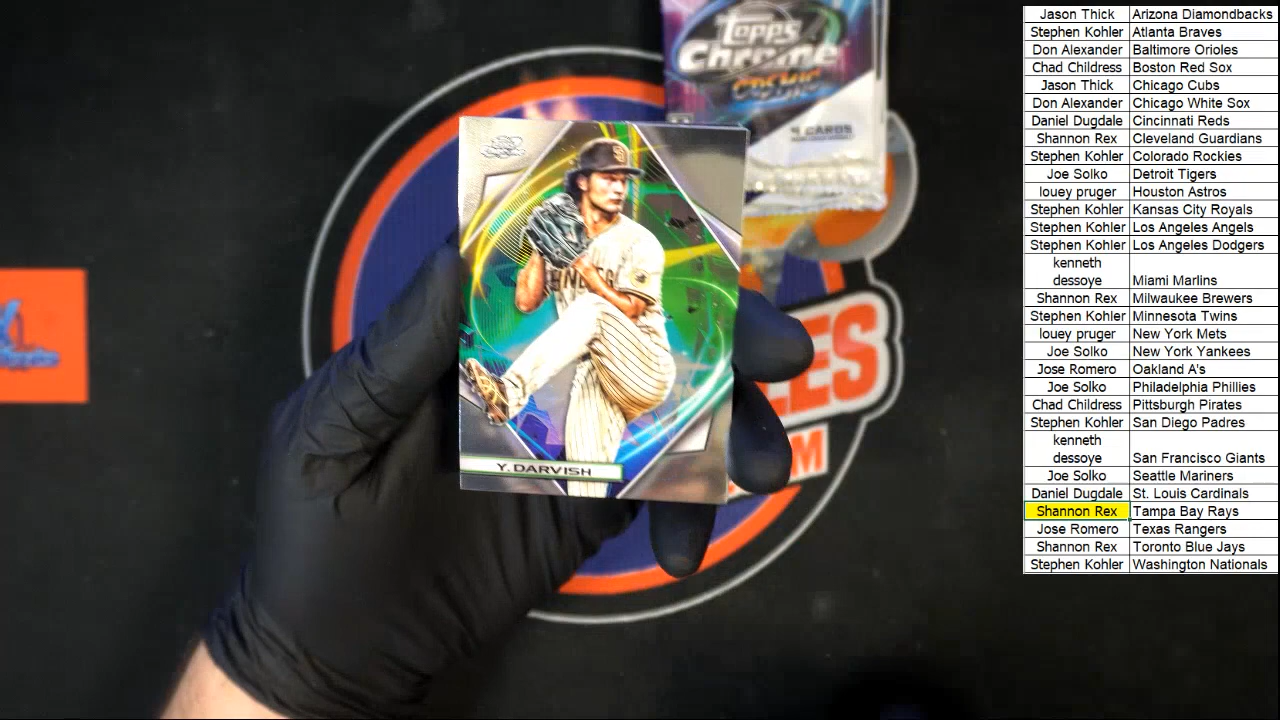 Topps
Chrome
COSMIC
4 CARDS
Y. DARVISH
LES
M
Jason Thick Arizona Diamondbacks
Stephen Kohler Atlanta Braves
Don Alexander Baltimore Orioles
Chad Childress Boston Red Sox
Jason Thick Chicago Cubs
Don Alexander Chicago White Sox
Daniel Dugdale Cincinnati Reds
Shannon Rex Cleveland Guardians
Stephen Kohler Colorado Rockies
Joe Solko Detroit Tigers
louey pruger Houston Astros
Stephen Kohler Kansas City Royals
Stephen Kohler Los Angeles Angels
Stephen Kohler Los Angeles Dodgers
kenneth
dessoye Miami Marlins
Shannon Rex Milwaukee Brewers
Stephen Kohler Minnesota Twins
louey pruger New York Mets
Joe Solko New York Yankees
Jose Romero Oakland A's
Joe Solko Philadelphia Phillies
Chad Childress Pittsburgh Pirates
Stephen Kohler San Diego Padres
kenneth
dessoye San Francisco Giants
Joe Solko Seattle Mariners
Daniel Dugdale St. Louis Cardinals
Shannon Rex Tampa Bay Rays
Jose Romero Texas Rangers
Shannon Rex Toronto Blue Jays
Stephen Kohler Washington Nationals